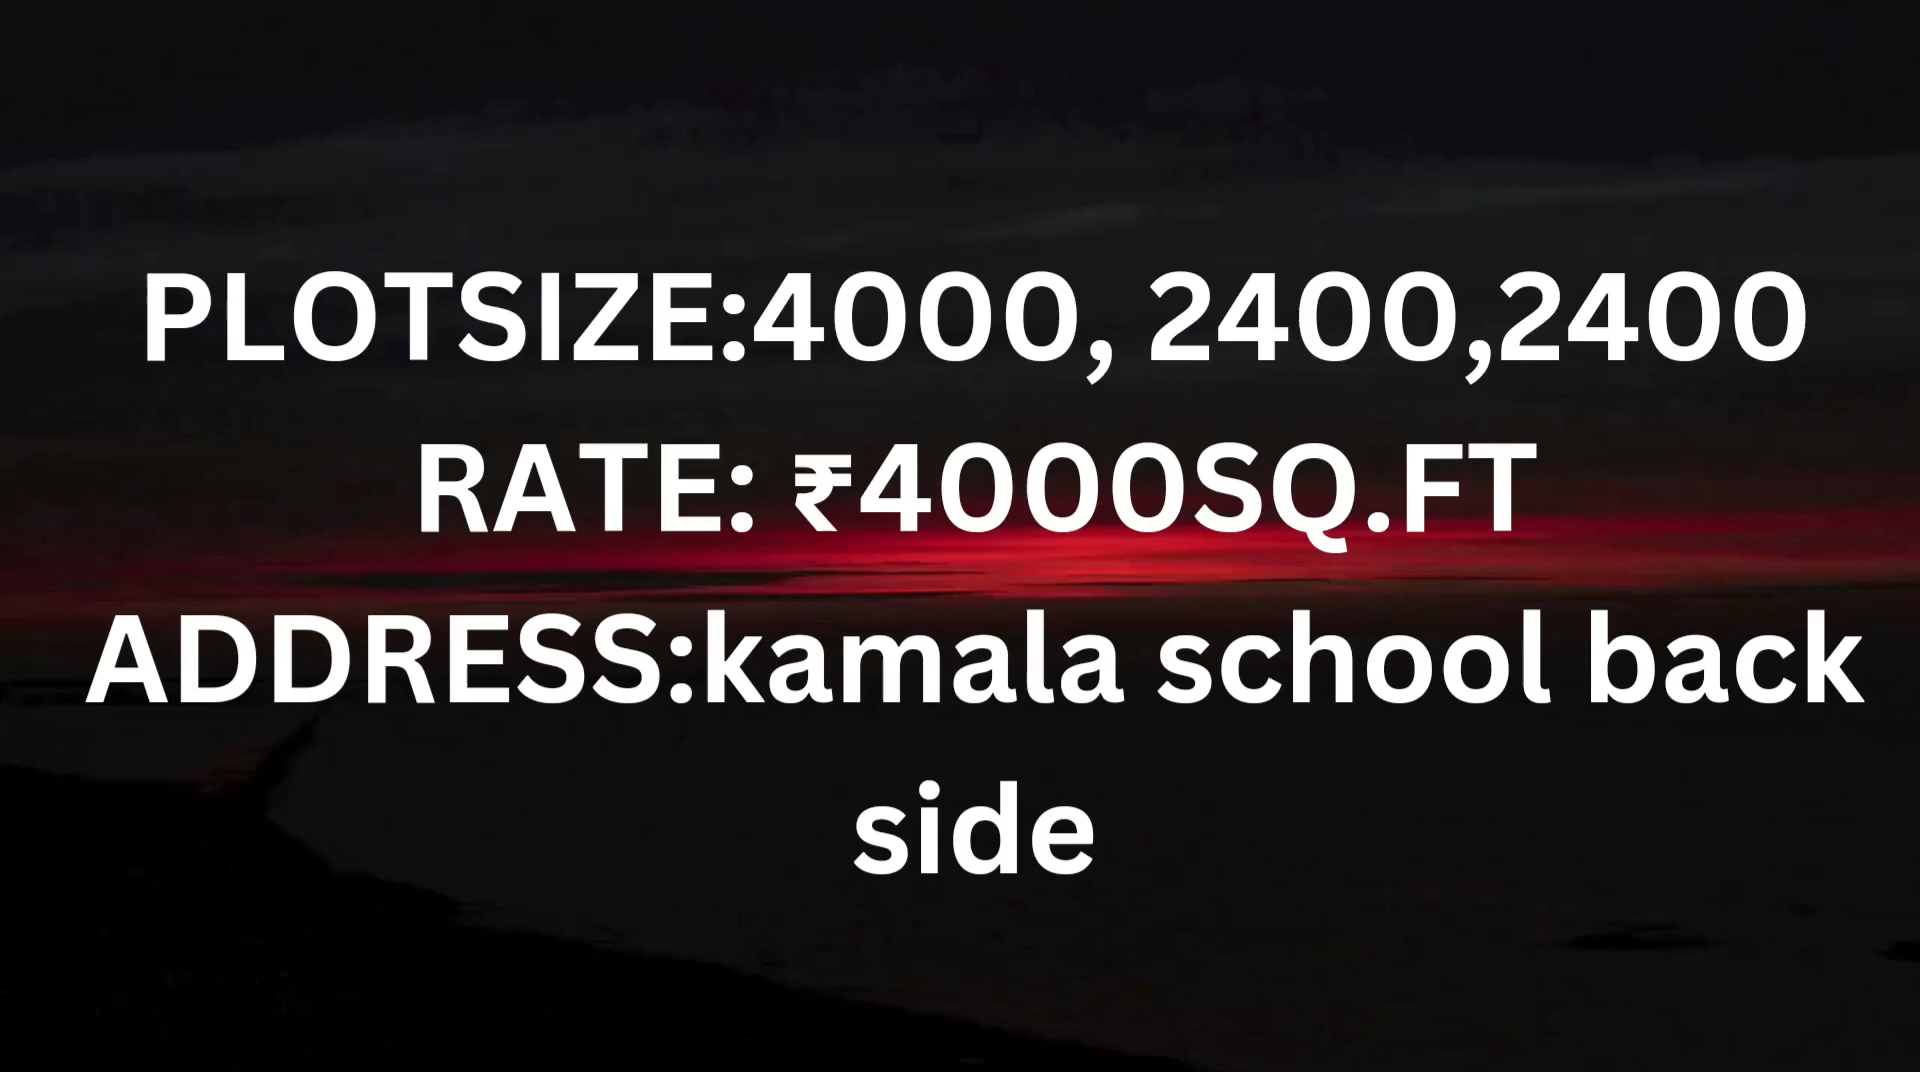 PLOTSIZE:4000, 2400,2400
RATE: ₹4000SQ.FT
ADDRESS:kamala school back
side